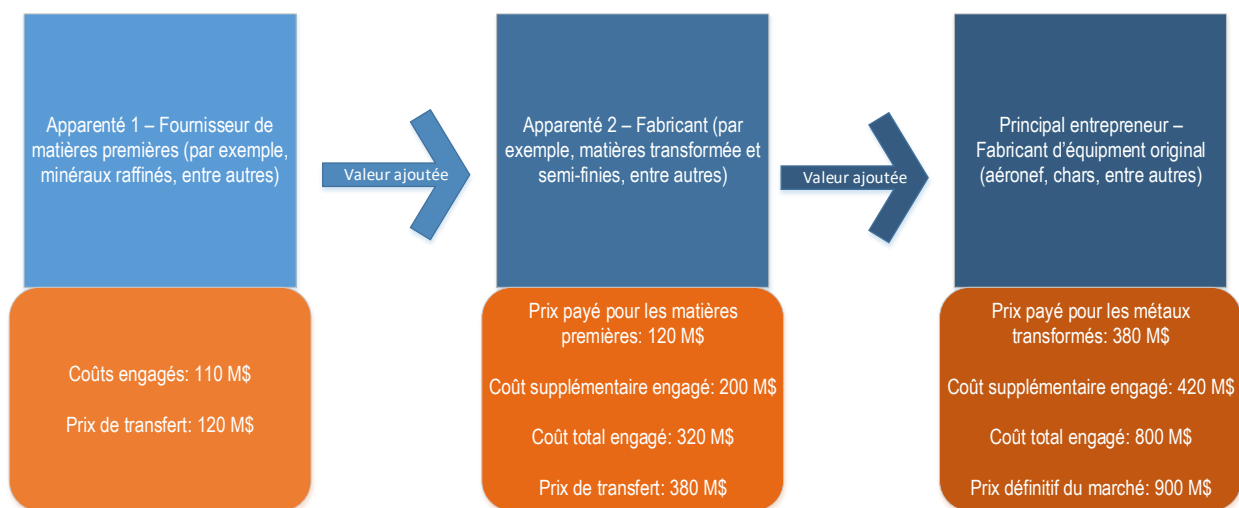 Apparenté 1 – Fournisseur de
matières premières (par exemple,
minéraux raffinés, entre autres)
Valeur ajoutée
Apparenté 2 – Fabricant (par
exemple, matières transformée et
semi-finies, entre autres)
Valeur ajoutée
Principal entrepreneur –
Fabricant d'équipment original
(aéronef, chars, entre autres)
Coûts engagés: 110 M$
Prix de transfert: 120 M$
Prix payé pour les matières
premières: 120 M$
Coût supplémentaire engagé: 200 M$
Coût total engagé: 320 M$
Prix de transfert: 380 M$
Prix payé pour les métaux
transformés: 380 M$
Coût supplémentaire engagé: 420 M$
Coût total engagé: 800 M$
Prix définitif du marché: 900 M$